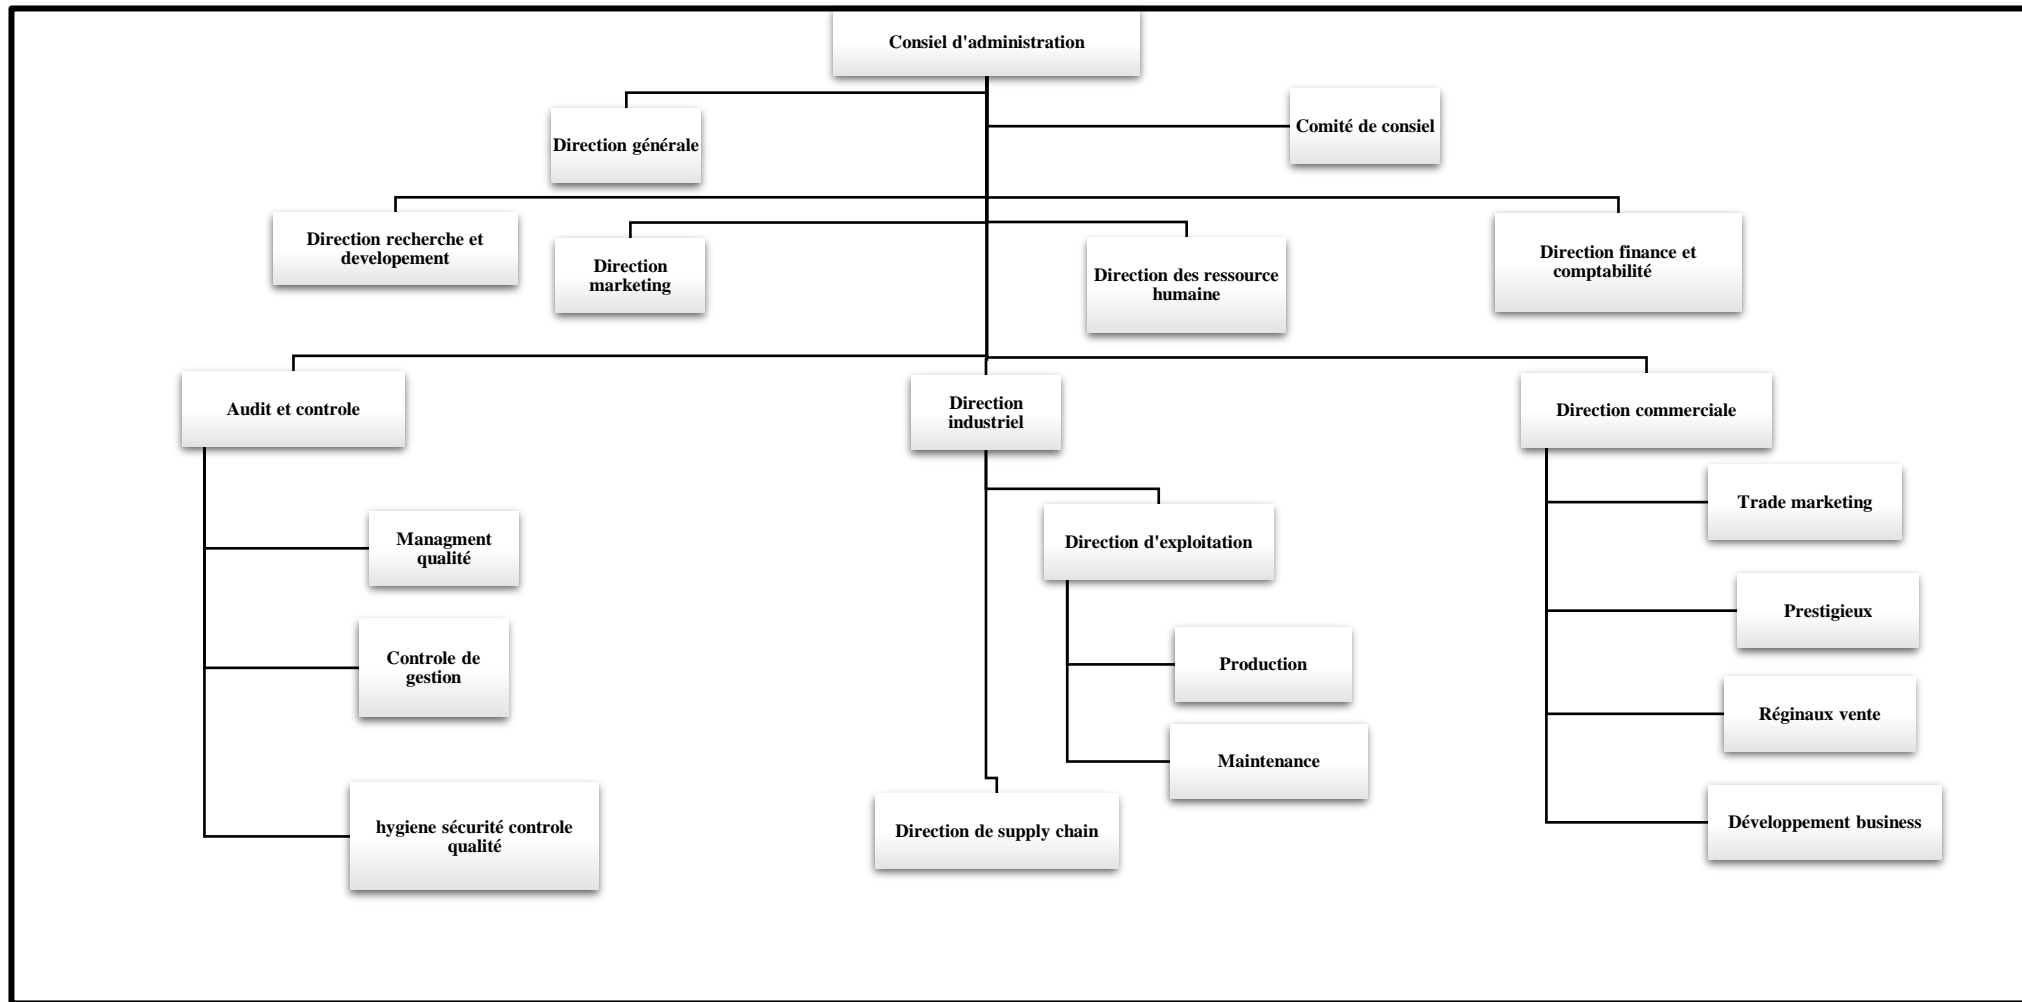 Consiel d'administration
Comité de consiel
Direction générale
Direction recherche et
developement
Direction
marketing
Direction des ressource
humaine
Direction finance et
comptabilité
Audit et controle
Direction
industriel
Direction commerciale
Managment
qualité
Controle de
gestion
hygiene sécurité controle
qualité
Direction d'exploitation
Production
Maintenance
Direction de supply chain
Trade marketing
Prestigieux
Réginaux vente
Développement business